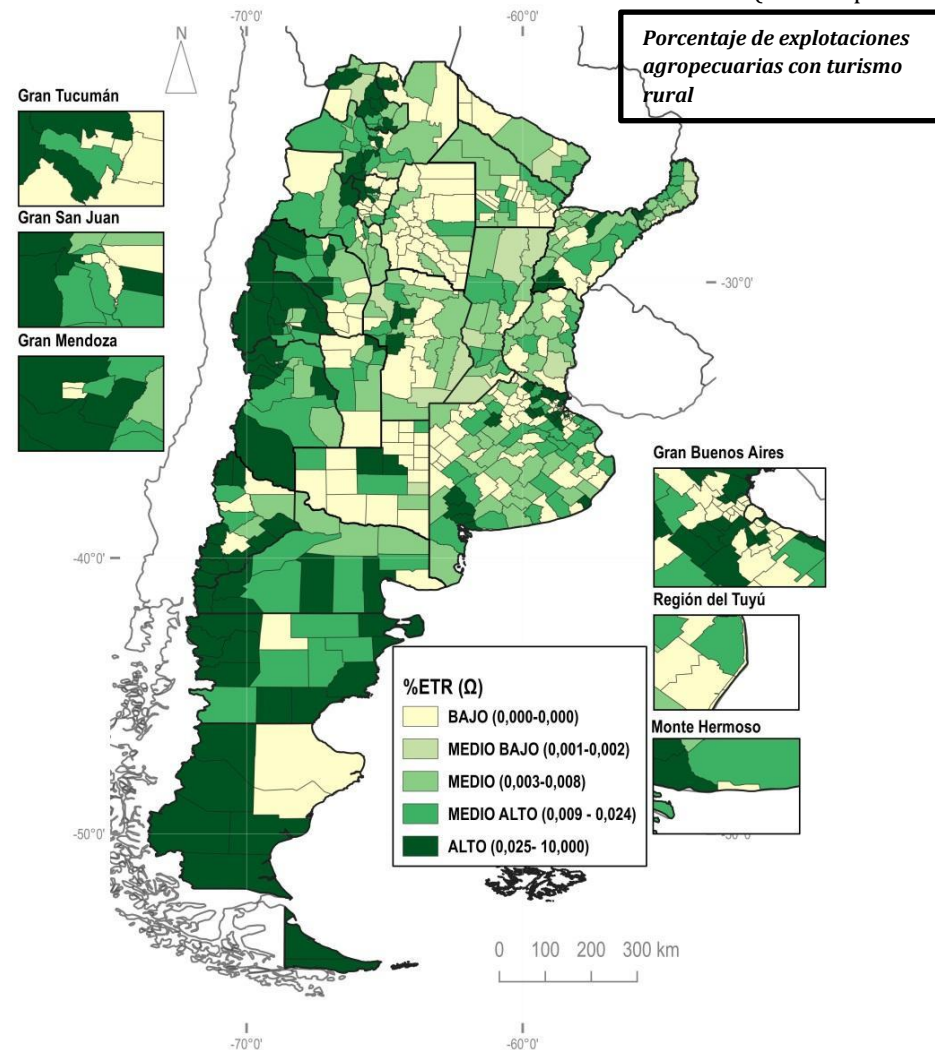 -70°0'
-60°0'
Porcentaje de explotaciones
agropecuarias con turismo
rural
N
Gran Tucumán
Gran San Juan
-30°0'
Gran Mendoza
Gran Buenos Aires
-40°0'
Región del Tuyú
%ETR (Ω)
BAJO (0,000-0,000)
MEDIO BAJO (0,001-0,002)
MEDIO (0,003-0,008)
MEDIO ALTO (0,009 - 0,024)
ALTO (0,025- 10,000)
Monte Hermoso
-50°0'
0 100 200 300 km
-70°0'
-60°0'